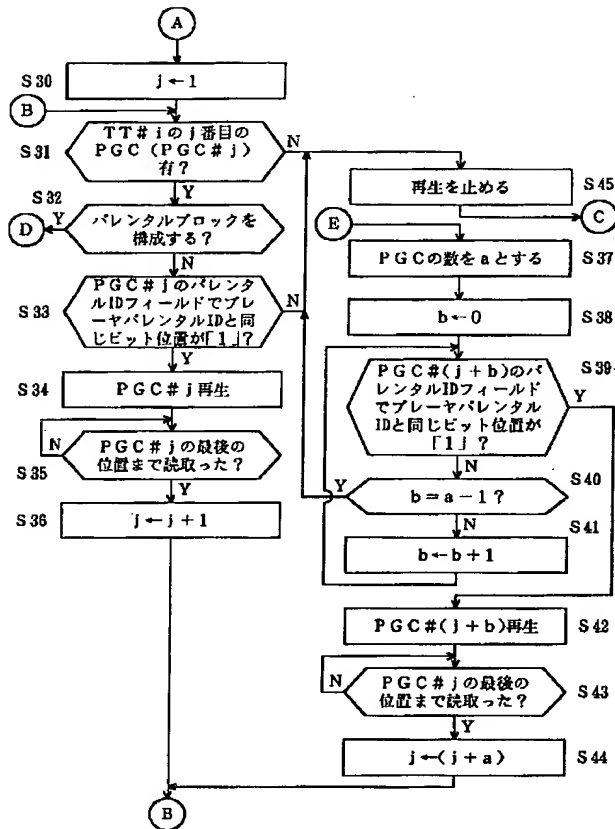 A
S30
j←1
B
S31
TT#iのj番目の
PGC(PGC#j)
有?
N
Y
S32
Y
D
パレンタルブロックを
構成する?
N
S33
PGC#jのパレンタ
ルIDフィールドでプレ
ーヤパレンタルIDと同
じビット位置が「1」?
N
Y
S34
PGC#j再生
N
S35
PGC#jの最後の
位置まで読取った?
Y
S36
j←j+1
S45
再生を止める
C
E
S37
PGCの数をaとする
S38
b←0
S39
PGC#(j+b)のパ
レンタルIDフィールド
でプレーヤパレンタル
IDと同じビット位置が
「1」?
Y
N
S40
Y
b=a-1?
N
S41
b←b+1
S42
PGC#(j+b)再生
N
S43
PGC#jの最後の
位置まで読取った?
Y
S44
j←(j+a)
B